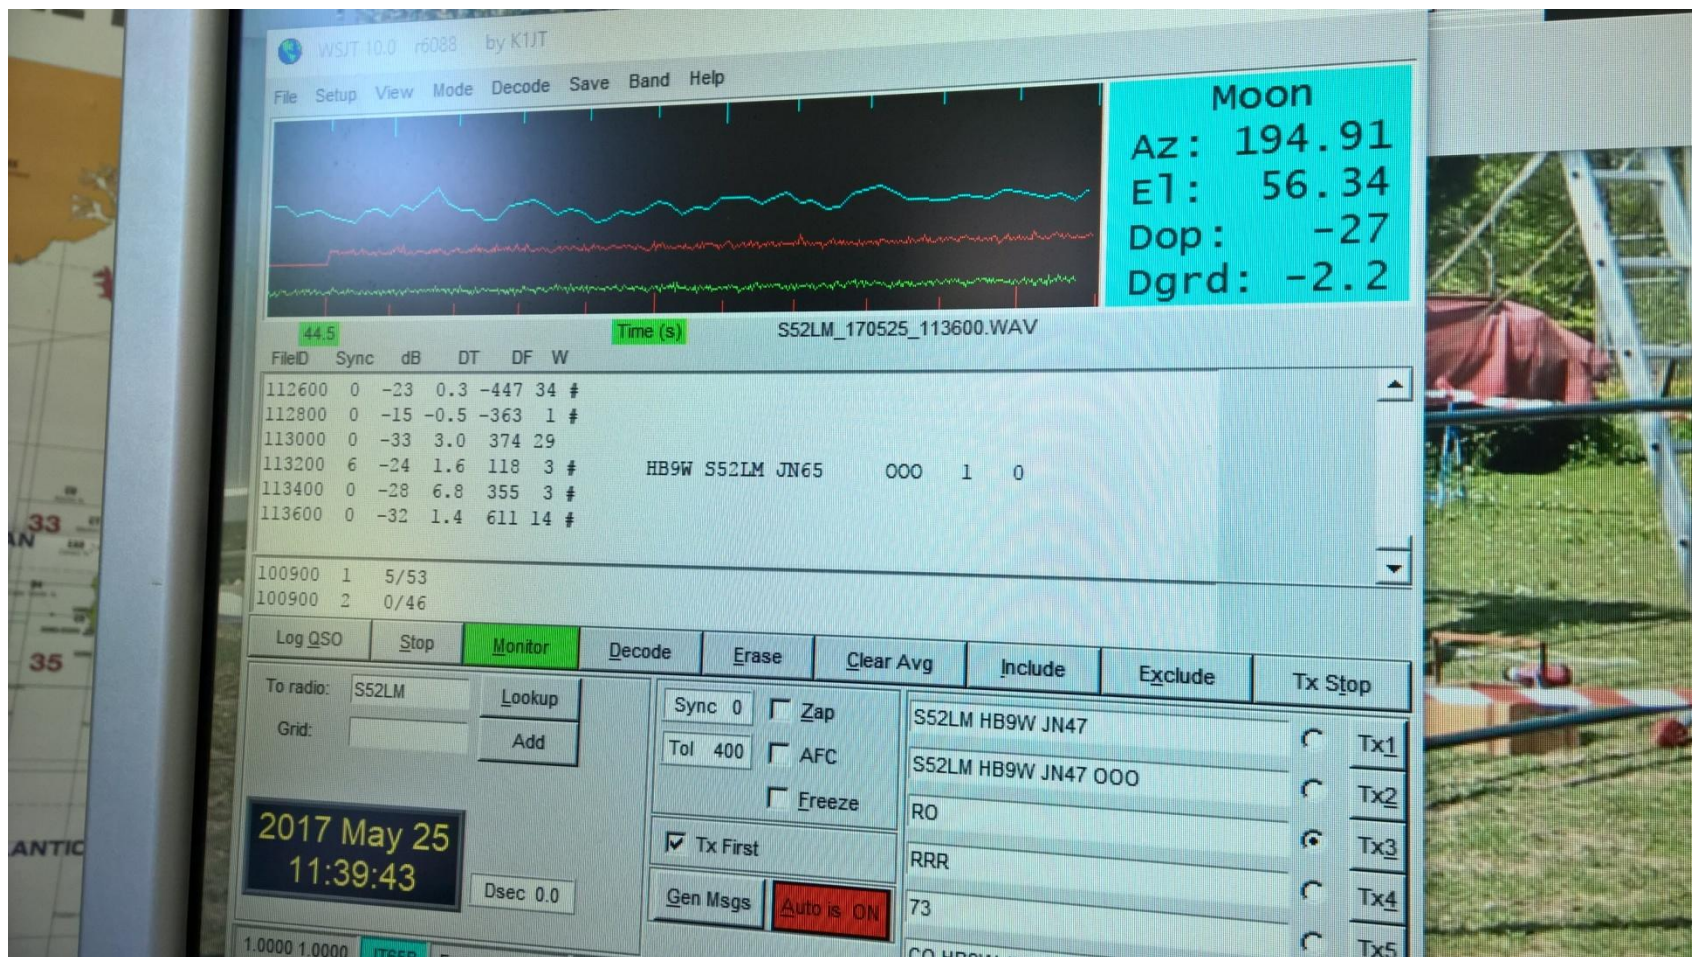 WSJT 10.0 r6088 by K1JT
File Setup View Mode Decode Save Band Help
Moon
Az: 194.91
El: 56.34
Dop: -27
Dgrd: -2.2
44.5 Time (s) S52LM_170525_113600.WAV
FileID Sync dB DT DF W
112600 0 -23 0.3 -447 34 #
112800 0 -15 -0.5 -363 1 #
113000 0 -33 3.0 374 29
113200 6 -24 1.6 118 3 # HB9W S52LM JN65 OOO 1 0
113400 0 -28 6.8 355 3 #
113600 0 -32 1.4 611 14 #
100900 1 5/53
100900 2 0/46
Log QSO Stop Monitor Decode Erase Clear Avg Include Exclude Tx Stop
To radio: S52LM Lookup
Grid: Add
Sync 0 Zap
Tol 400 AFC
Freeze
Tx First
Gen Msgs Auto is ON
S52LM HB9W JN47 Tx1
S52LM HB9W JN47 OOO Tx2
RO Tx3
RRR Tx4
73 Tx5
2017 May 25
11:39:43
Dsec 0.0
1.0000 1.0000
33
35